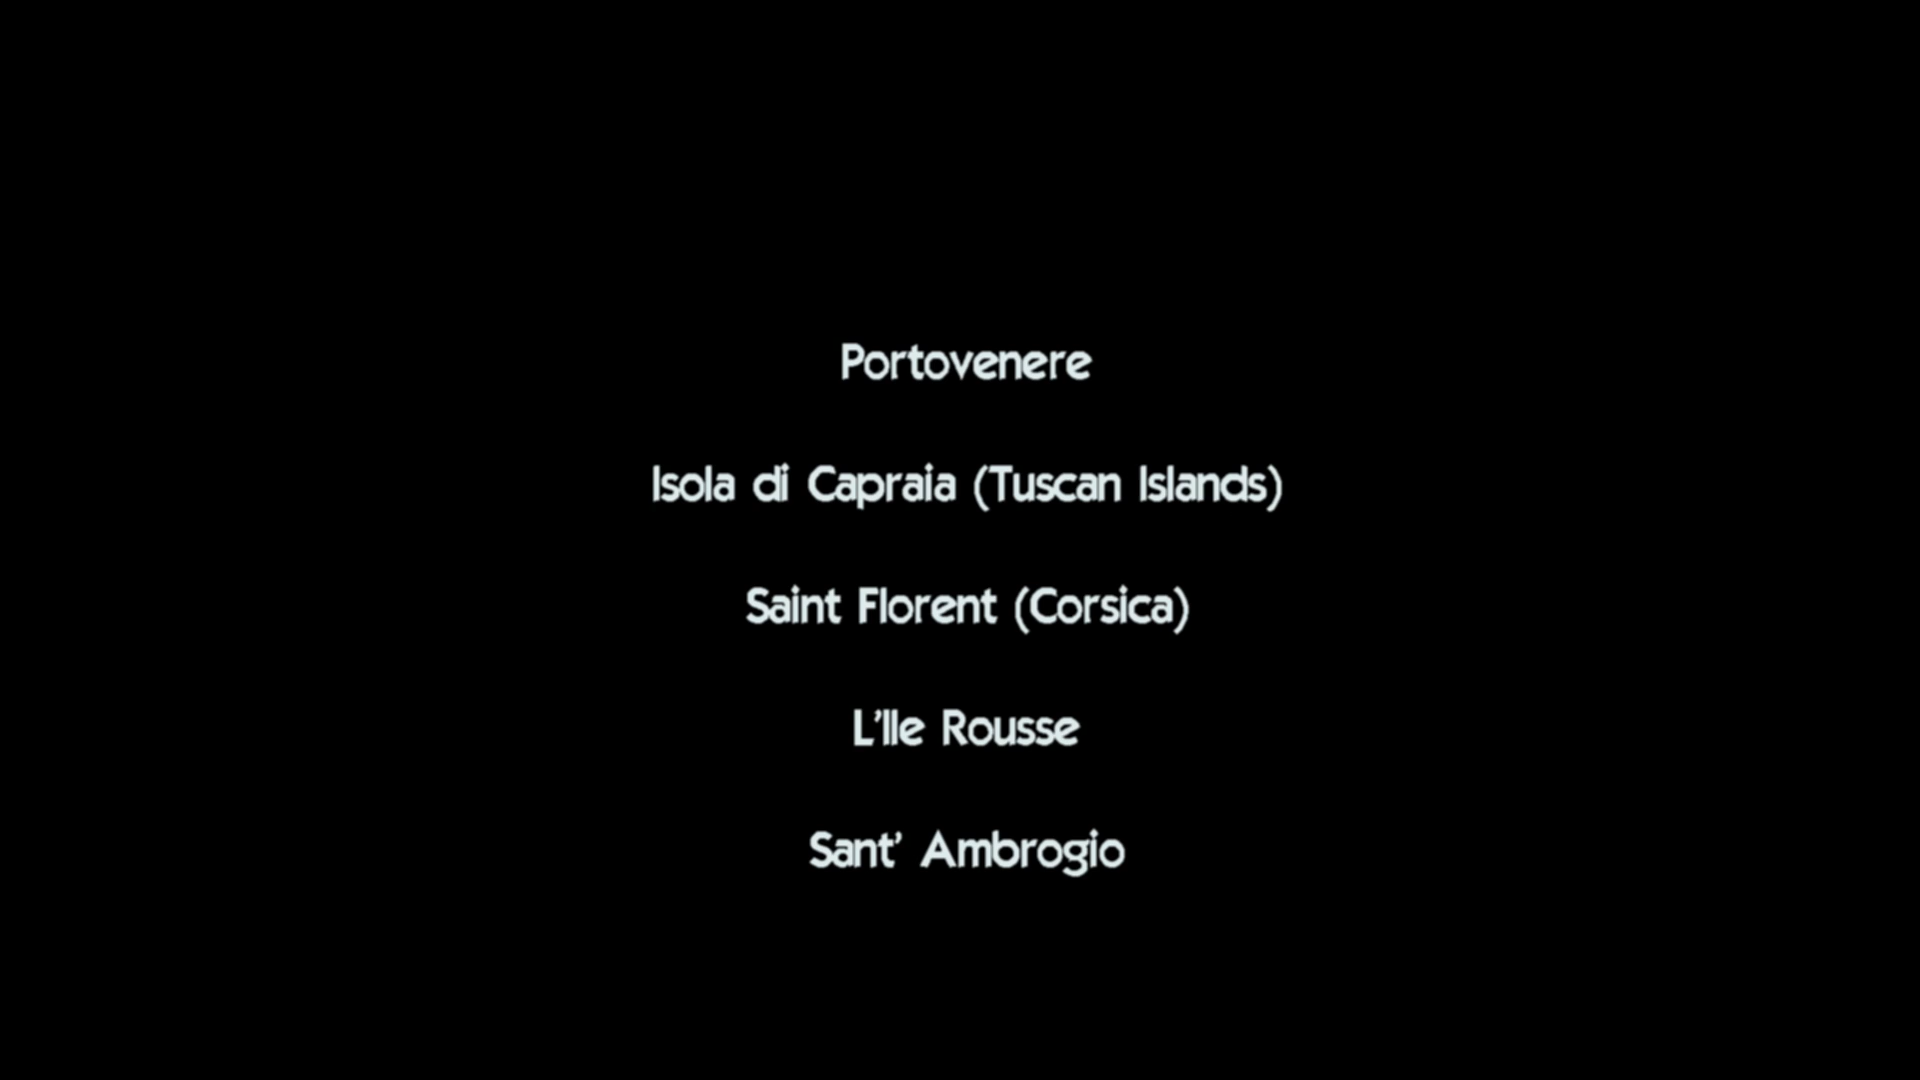 Portovenere
Isola di Capraia (Tuscan Islands)
Saint Florent (Corsica)
L'Ile Rousse
Sant' Ambrogio